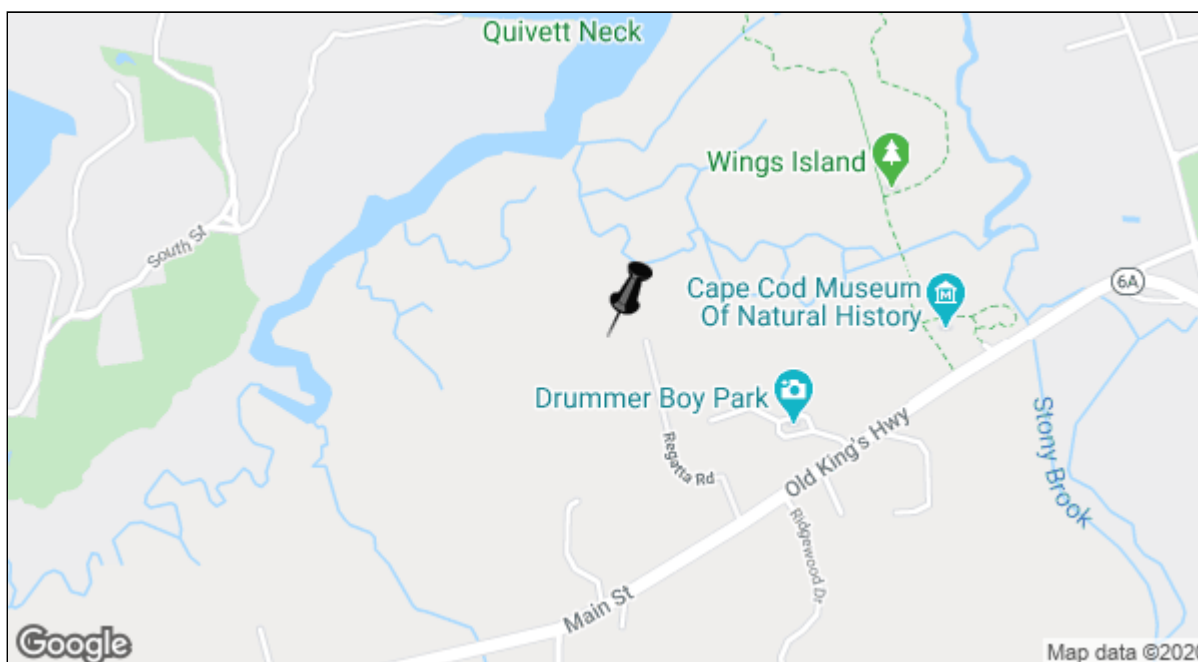 Quivett Neck
Wings Island
South St
Cape Cod Museum
Of Natural History
6A
Drummer Boy Park
Regatta Rd
Old King's Hwy
Stony Brook
Ridgewood Dr
Main St
Google
Map data ©2020